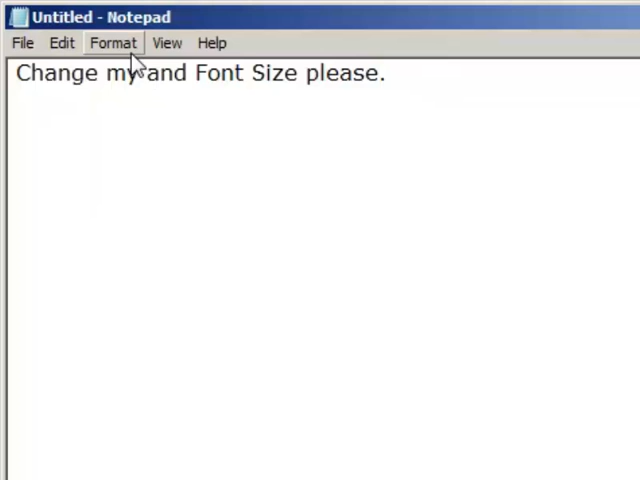 Untitled - Notepad
File Edit Format View Help
Change my and Font Size please.